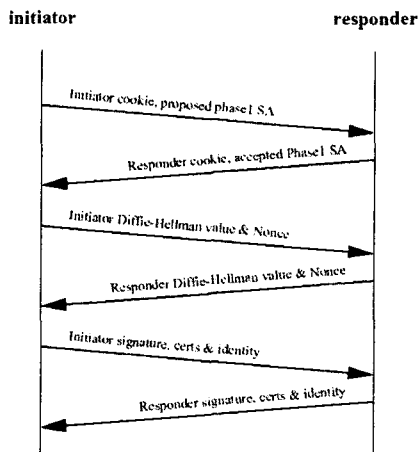 initiator
responder
Initiator cookie, proposed phase1 SA
Responder cookie, accepted Phase1 SA
Initiator Diffie-Hellman value & Nonce
Responder Diffie-Hellman value & Nonce
Initiator signature, certs & identity
Responder signature, certs & identity